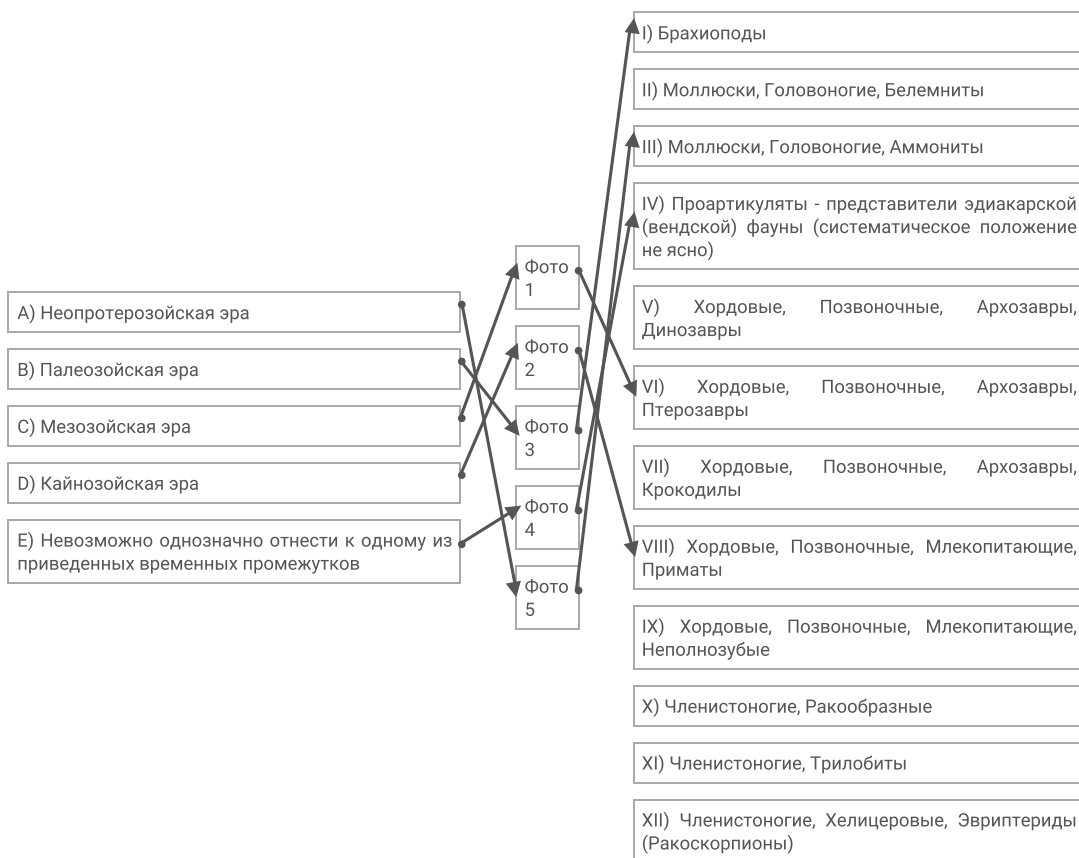 A) Неопротерозойская эра
B) Палеозойская эра
C) Мезозойская эра
D) Кайнозойская эра
E) Невозможно однозначно отнести к одному из
приведенных временных промежутков
Фото
1
Фото
2
Фото
3
Фото
4
Фото
5
I) Брахиоподы
II) Моллюски, Головоногие, Белемниты
III) Моллюски, Головоногие, Аммониты
IV) Проартикуляты - представители эдиакарской
(вендской) фауны (систематическое положение
не ясно)
V) Хордовые, Позвоночные, Архозавры,
Динозавры
VI) Хордовые, Позвоночные, Архозавры,
Птерозавры
VII) Хордовые, Позвоночные, Архозавры,
Крокодилы
VIII) Хордовые, Позвоночные, Млекопитающие,
Приматы
IX) Хордовые, Позвоночные, Млекопитающие,
Неполнозубые
X) Членистоногие, Ракообразные
XI) Членистоногие, Трилобиты
XII) Членистоногие, Хелицеровые, Эвриптериды
(Ракоскорпионы)